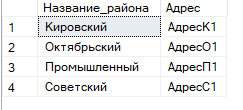 Название_района Адрес
1 Кировский АдресК1
2 Октябрьский АдресО1
3 Промышленный АдресП1
4 Советский АдресС1